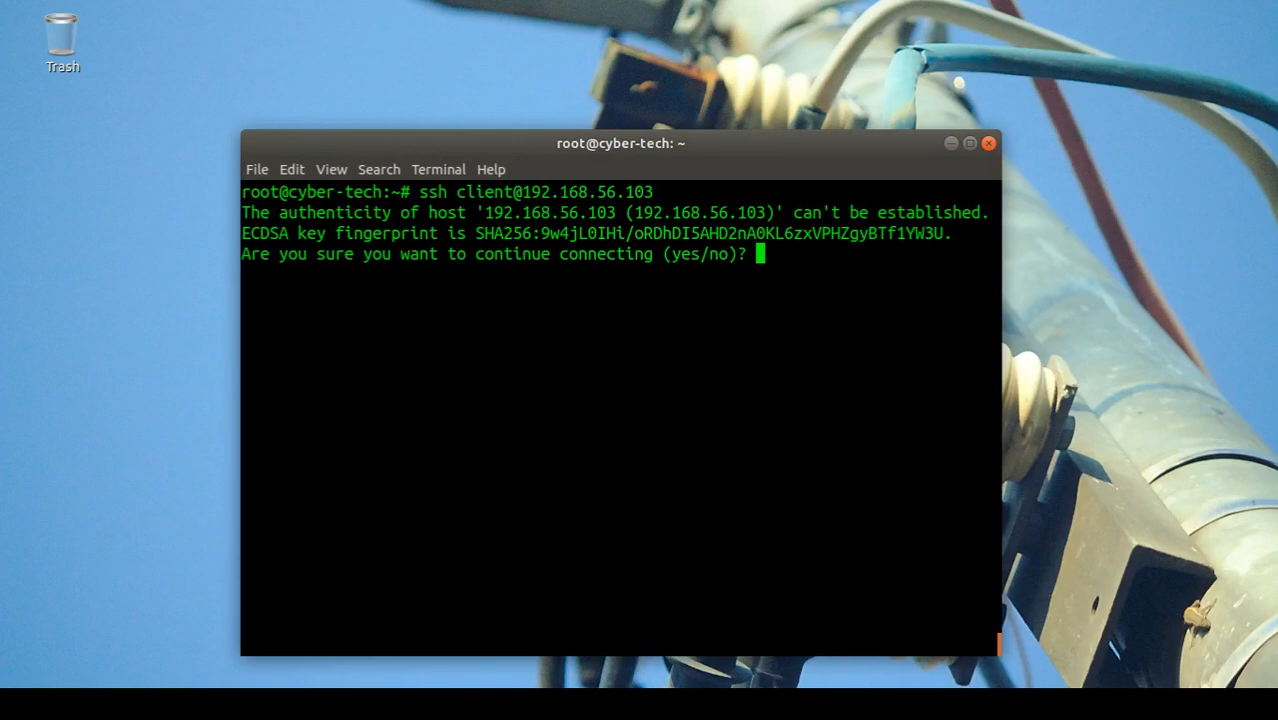 Trash
root@cyber-tech: ~
File Edit View Search Terminal Help
root@cyber-tech:~# ssh client@192.168.56.103
The authenticity of host '192.168.56.103 (192.168.56.103)' can't be established.
ECDSA key fingerprint is SHA256:9w4jL0IHi/oRDhDI5AHD2nA0KL6zxVPHZgyBTf1YW3U.
Are you sure you want to continue connecting (yes/no)?